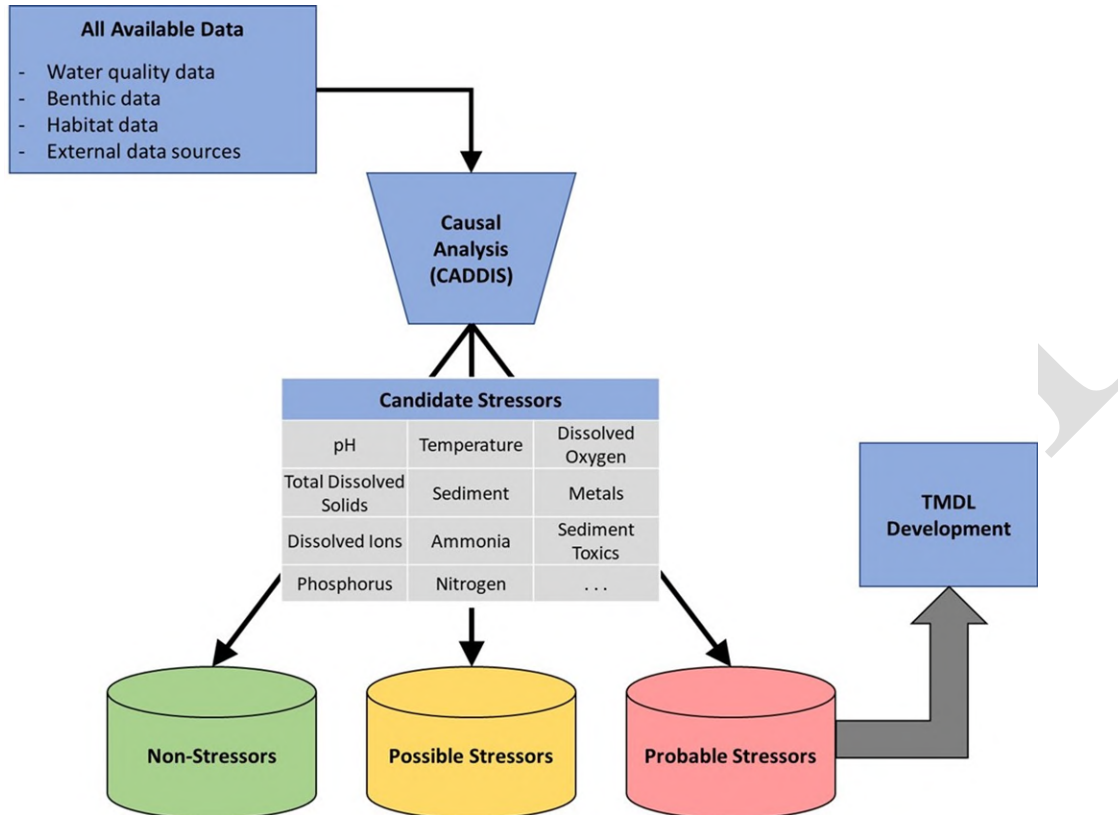 All Available Data
- Water quality data
- Benthic data
- Habitat data
- External data sources
Causal
Analysis
(CADDIS)
Candidate Stressors
pH
Temperature
Dissolved
Oxygen
Total Dissolved
Solids
Sediment
Metals
Dissolved Ions
Ammonia
Sediment
Toxics
Phosphorus
Nitrogen
. . .
TMDL
Development
Non-Stressors
Possible Stressors
Probable Stressors